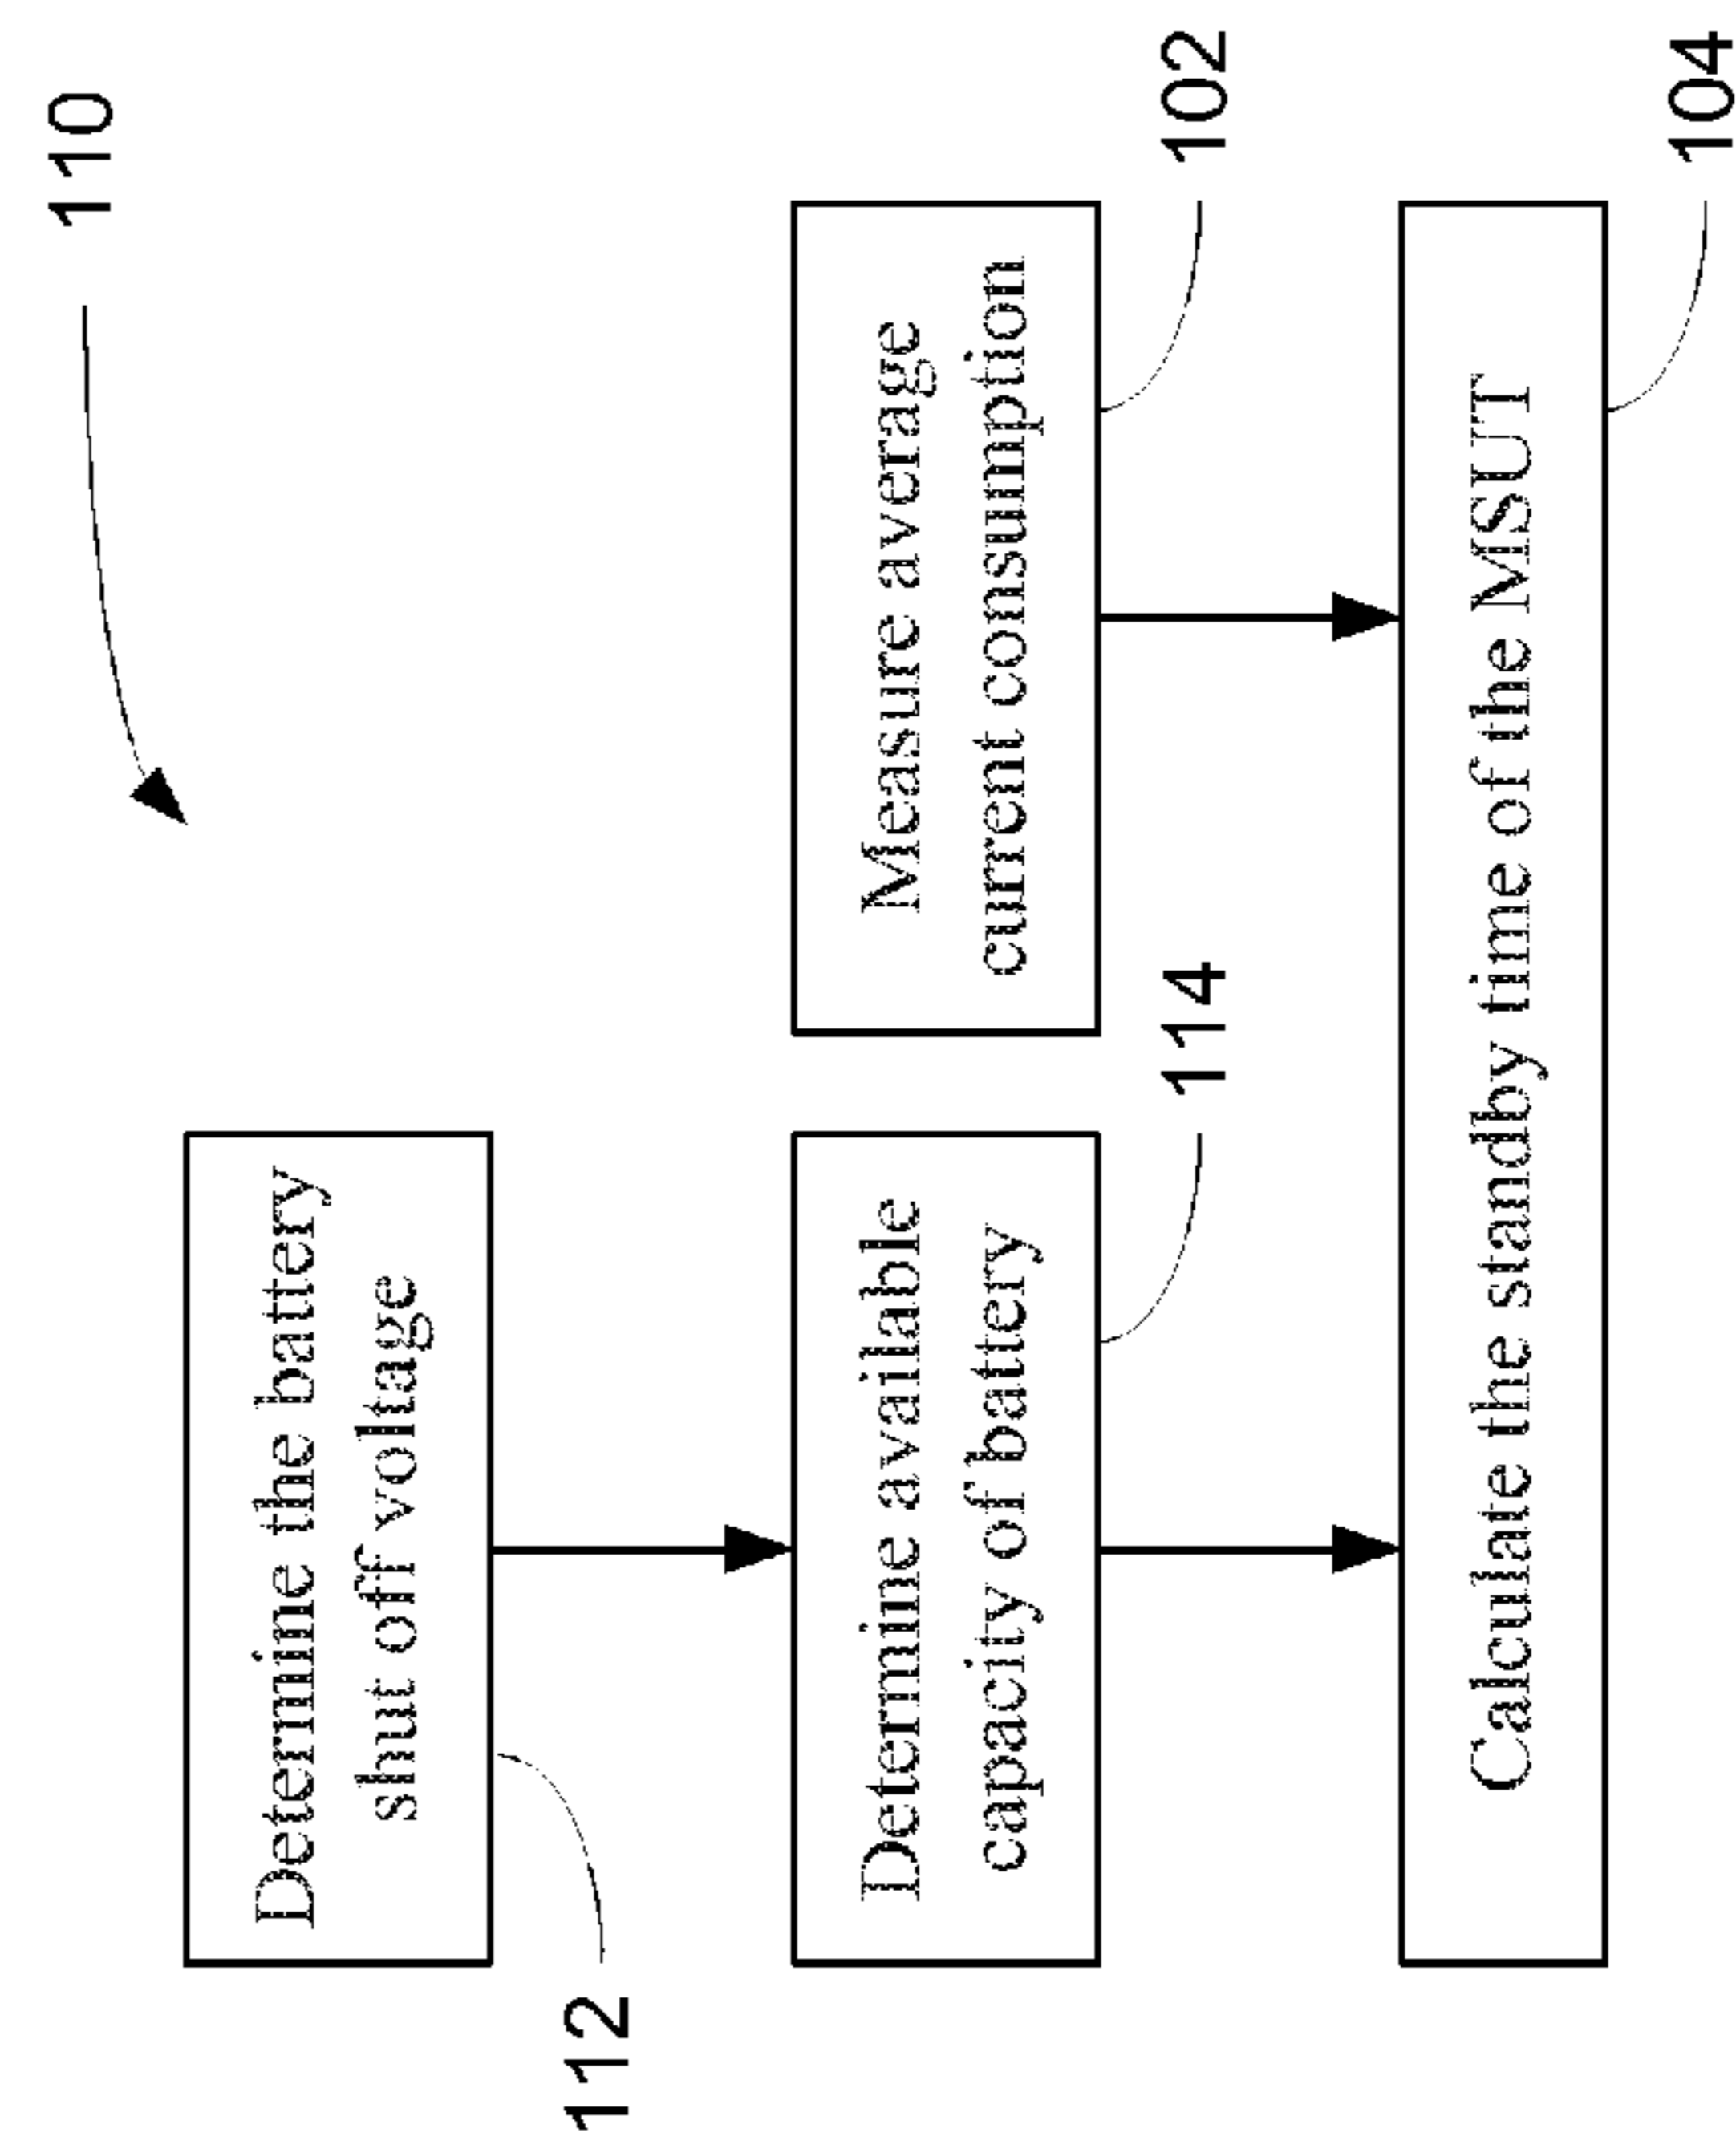 110
Determine the battery
shut off voltage
112
Determine available
capacity of battery
114
Measure average
current consumption
102
Calculate the standby time of the MSUT
104